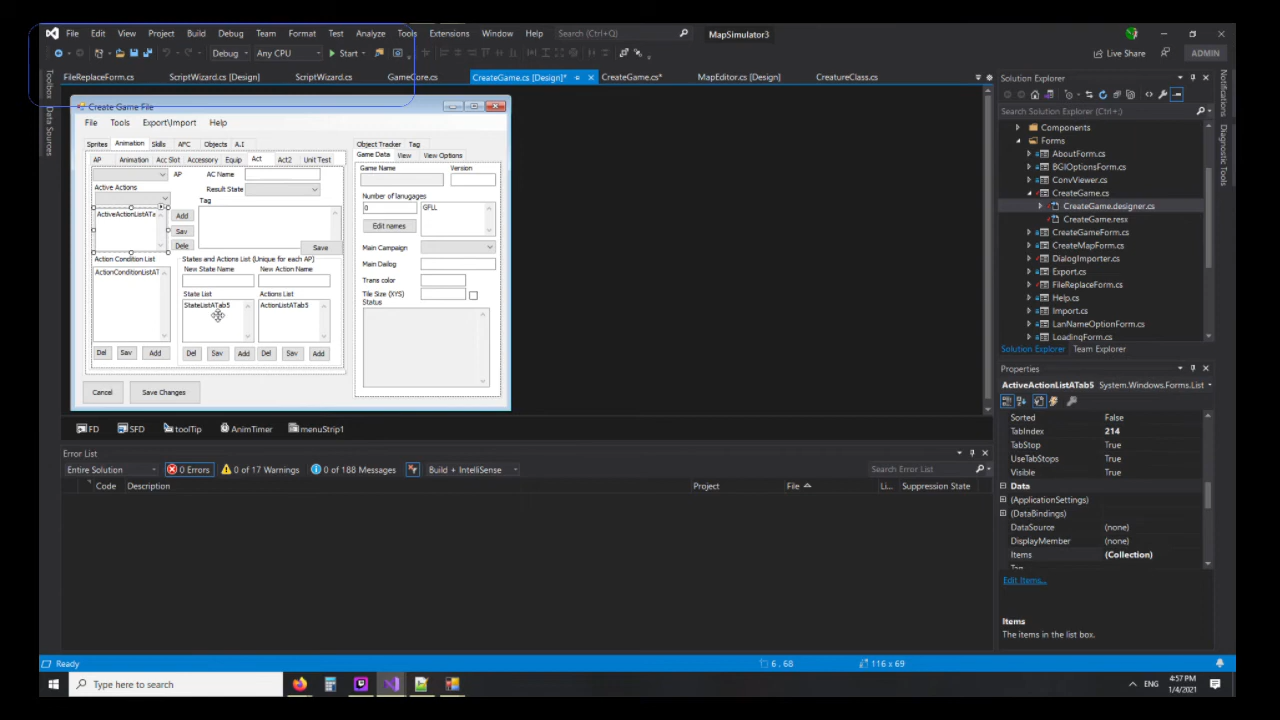 File Edit View Git Project Build Debug Team Format Test Analyze Tools Extensions Window Help Search (Ctrl+Q) MapSimulator3
Debug Any CPU Start Live Share ADMIN
FileReplaceForm.cs ScriptWizard.cs [Design] ScriptWizard.cs GameCore.cs CreateGame.cs [Design]* CreateGame.cs* MapEditor.cs [Design] CreatureClass.cs
Toolbox
Data Sources
Create Game File
File Tools Export\Import Help
Sprites Animation Skills APC Objects A.I
AP Animation Acc Slot Accessory Equip Act Act2 Unit Test
AP AC Name
Active Actions Result State
Tag
ActiveActionListATa
Add
Sav
Dele
Save
Action Condition List
ActionConditionListAT
States and Actions List (Unique for each AP)
New State Name New Action Name
State List Actions List
StateListATab5 ActionListATab5
Del Sav Add Del Sav Add Del Sav Add
Cancel Save Changes
Object Tracker Tag
Game Data View View Options
Game Name Version
Number of lanugages
0 GFLL
Edit names
Main Campaign
Main Dailog
Trans color
Tile Size (XYS)
Status
FD SFD toolTip AnimTimer menuStrip1
Error List
Entire Solution 0 Errors 0 of 17 Warnings 0 of 188 Messages Build + IntelliSense Search Error List
Code Description Project File Li... Suppression State
Solution Explorer
Search Solution Explorer
Components
Forms
AboutForm.cs
BGIOptionsForm.cs
ConvViewer.cs
CreateGame.cs
CreateGame.designer.cs
CreateGame.resx
CreateGameForm.cs
CreateMapForm.cs
DialogImporter.cs
Export.cs
FileReplaceForm.cs
Help.cs
Import.cs
LanNameOptionForm.cs
LoadingForm.cs
Solution Explorer Team Explorer
Properties
ActiveActionListATab5 System.Windows.Forms.List
Sorted False
TabIndex 214
TabStop True
UseTabStops True
Visible True
Data
(ApplicationSettings)
(DataBindings)
DataSource (none)
DisplayMember (none)
Items (Collection)
Edit Items...
Items
The items in the list box.
Notifications
Diagnostic Tools
Ready 6 , 68 116 x 69
Type here to search ENG 4:57 PM
1/4/2021